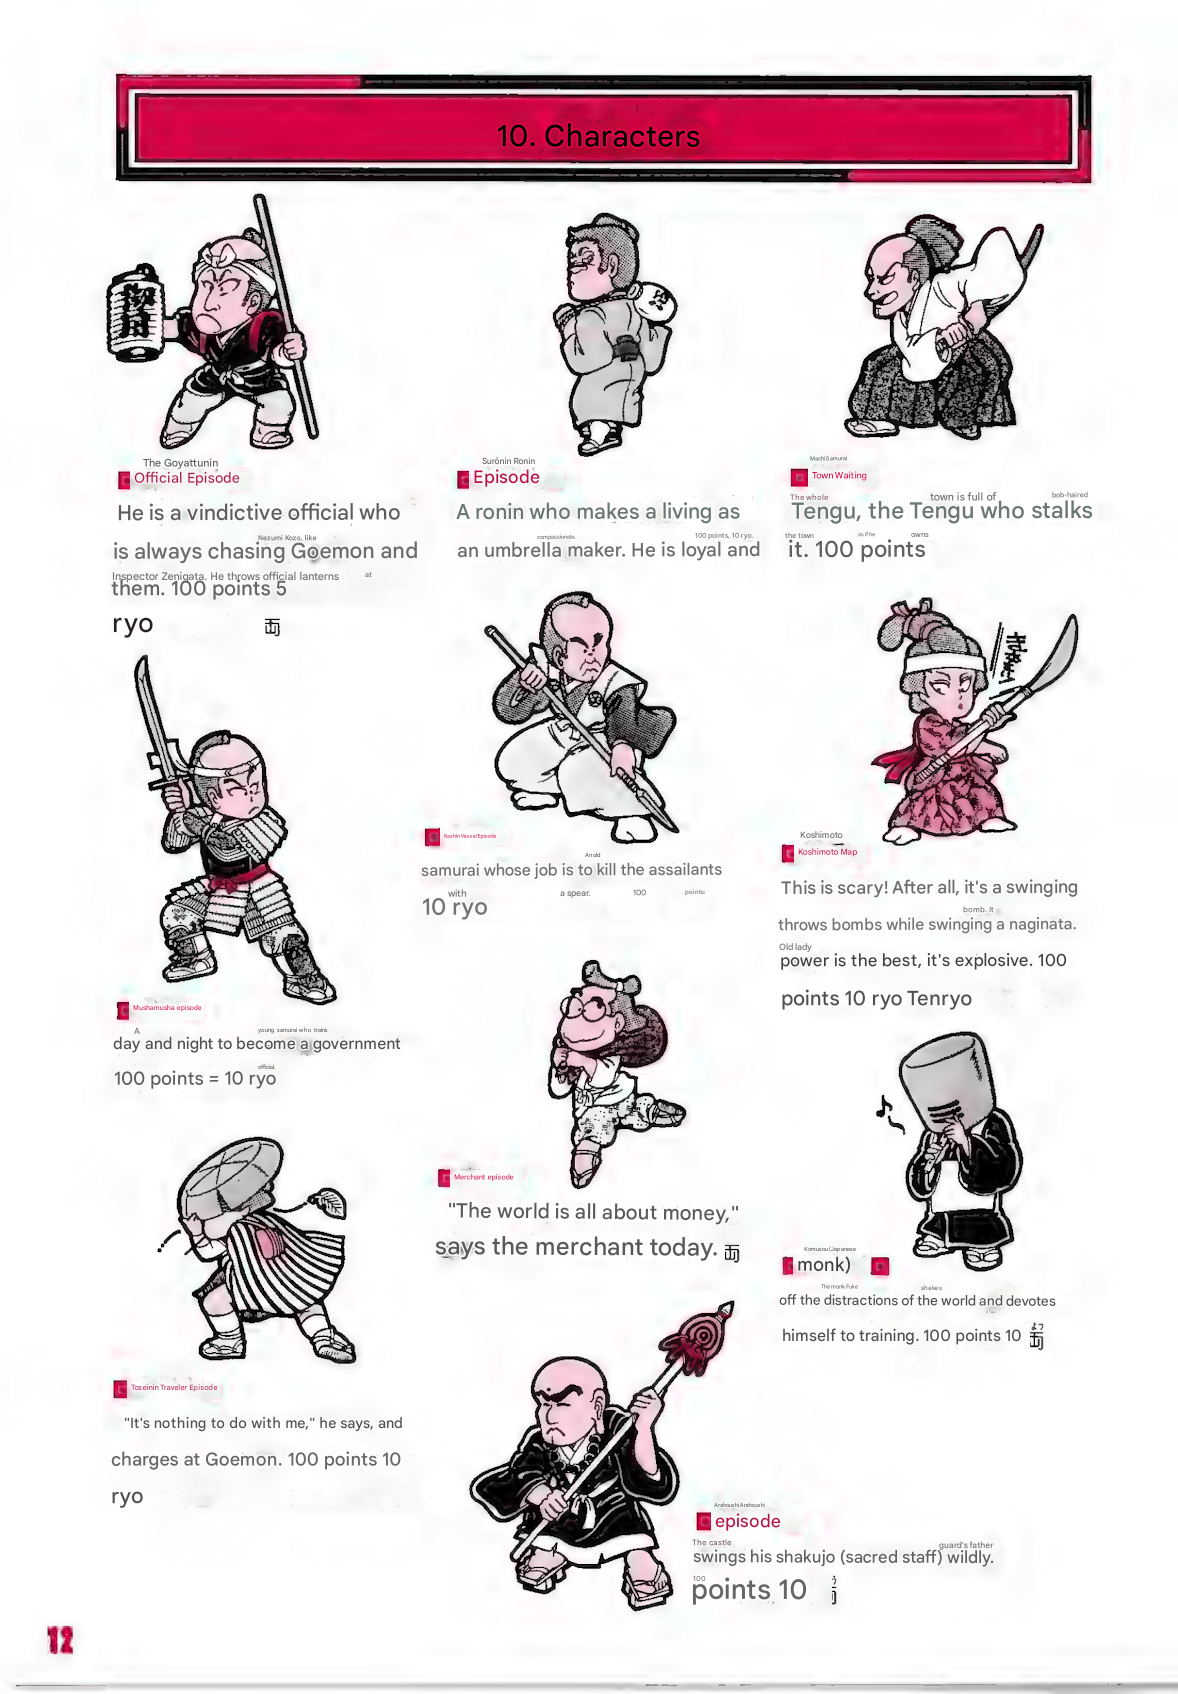 10. Characters
御用
The Goyattunin
Official Episode
He is a vindictive official who
Nezumi Kozo, like
is always chasing Goemon and
Inspector Zenigata. He throws official lanterns at
them. 100 points 5
ryo
Surōnin Ronin
Episode
A ronin who makes a living as
compassionate. 100 points, 10 ryo.
an umbrella maker. He is loyal and
Machi Samurai
Town Waiting
The whole town is full of bob-haired
Tengu, the Tengu who stalks
the town as if he owns
it. 100 points
Mushamusha episode
A young samurai who trains
day and night to become a government
official.
100 points = 10 ryo
Koshin Vassal Episode
An old
samurai whose job is to kill the assailants
with a spear. 100 points:
10 ryo
Koshimoto
Koshimoto Map
This is scary! After all, it's a swinging
bomb. It
throws bombs while swinging a naginata.
Old lady
power is the best, it's explosive. 100
points 10 ryo Tenryo
Merchant episode
"The world is all about money,"
says the merchant today.
Komusou (Japanese
monk)
The monk Fuke shakes
off the distractions of the world and devotes
himself to training. 100 points 10
Toseinin Traveler Episode
"It's nothing to do with me," he says, and
charges at Goemon. 100 points 10
ryo
Arahoushi Arahoushi
episode
The castle guard's father
swings his shakujo (sacred staff) wildly.
100
points 10
12